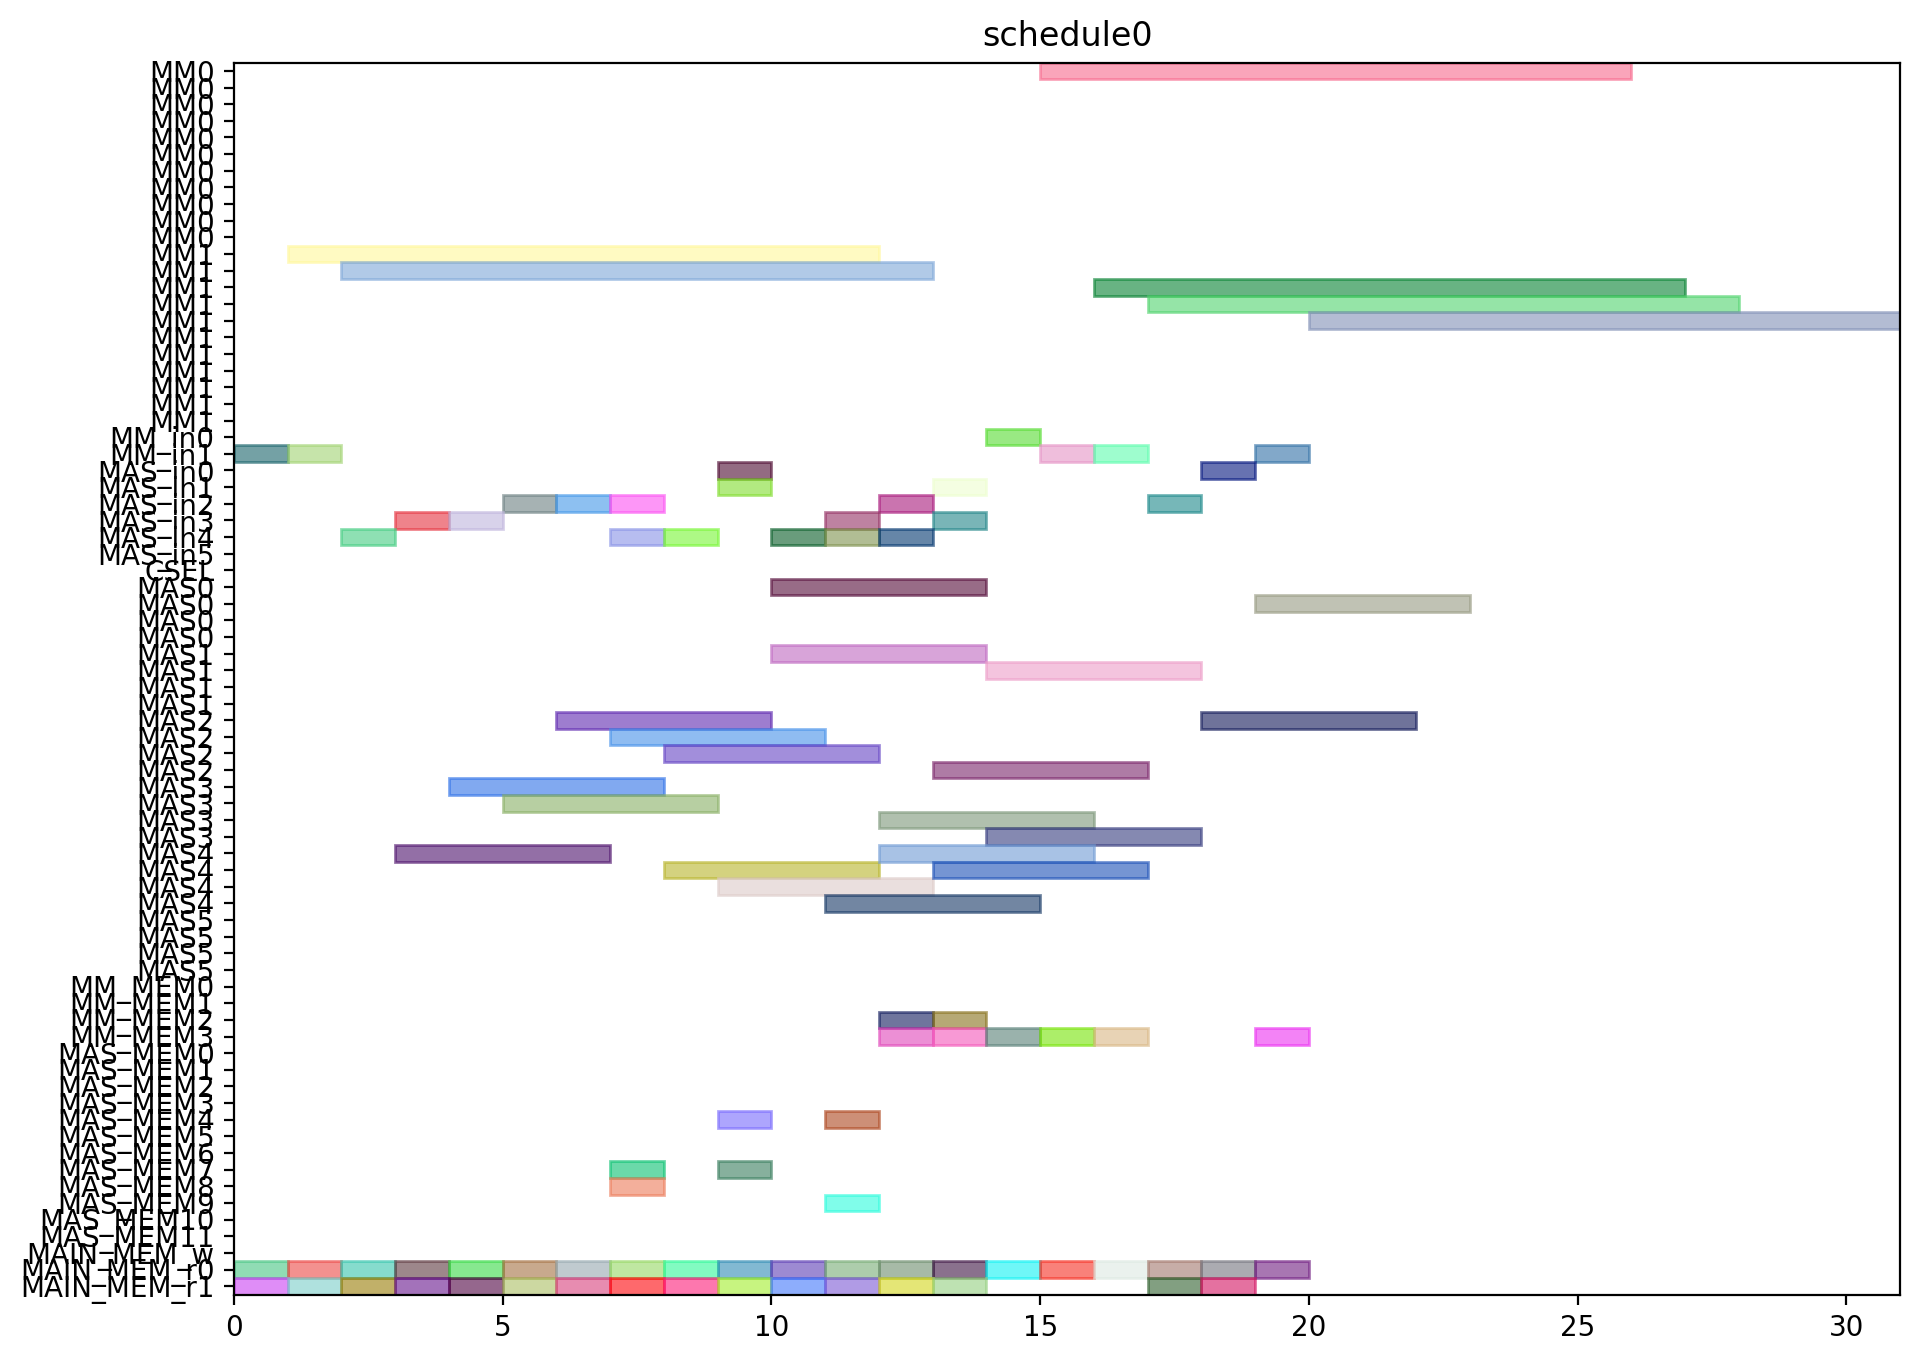 schedule0
MM0
MM0
MM0
MM0
MM0
MM0
MM0
MM0
MM0
MM0
MM0
MM1
MM1
MM1
MM1
MM1
MM1
MM1
MM1
MM1
MM1
MM1
MM_in0
MM_in1
MAS_in0
MAS_in1
MAS_in2
MAS_in3
MAS_in4
MAS_in5
CSEL
MAS0
MAS0
MAS0
MAS0
MAS1
MAS1
MAS1
MAS1
MAS2
MAS2
MAS2
MAS2
MAS3
MAS3
MAS3
MAS3
MAS4
MAS4
MAS4
MAS4
MAS5
MAS5
MAS5
MAS5
MM_MEM0
MM_MEM1
MM_MEM2
MM_MEM3
MAS_MEM0
MAS_MEM1
MAS_MEM2
MAS_MEM3
MAS_MEM4
MAS_MEM5
MAS_MEM6
MAS_MEM7
MAS_MEM8
MAS_MEM9
MAS_MEM10
MAS_MEM11
MAIN_MEM_w
MAIN_MEM_r0
MAIN_MEM_r1
0 5 10 15 20 25 30